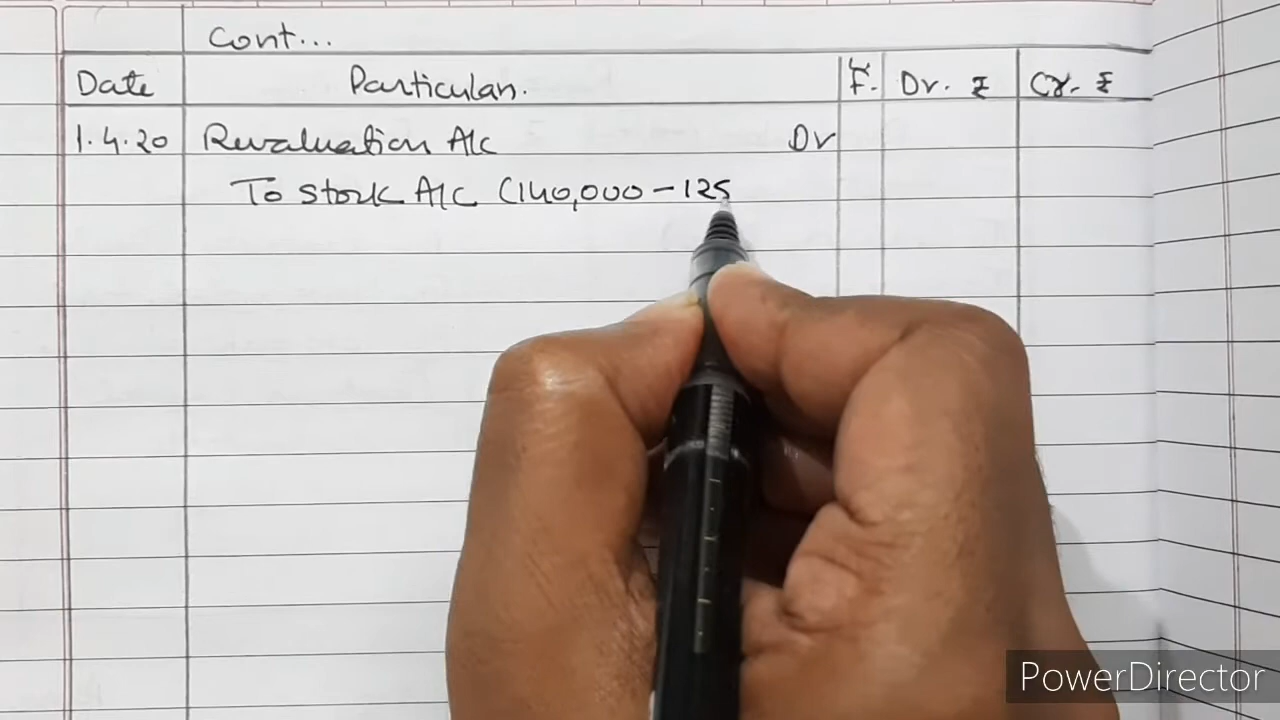 Cont...
Date Particulars. L.F. Dr. ₹ Cr. ₹
1.4.20 Revaluation A/c Dr
To Stock A/c (140,000 - 125
PowerDirector